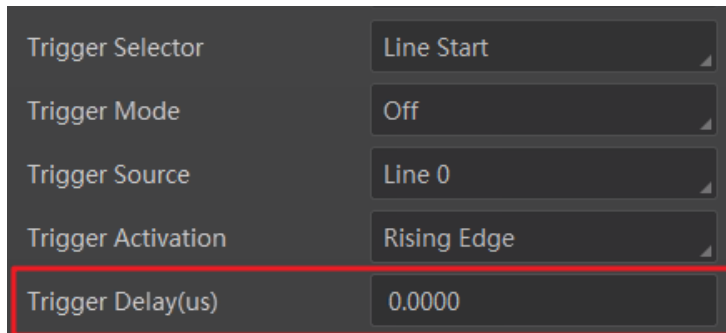 Trigger Selector Line Start
Trigger Mode Off
Trigger Source Line 0
Trigger Activation Rising Edge
Trigger Delay(us) 0.0000